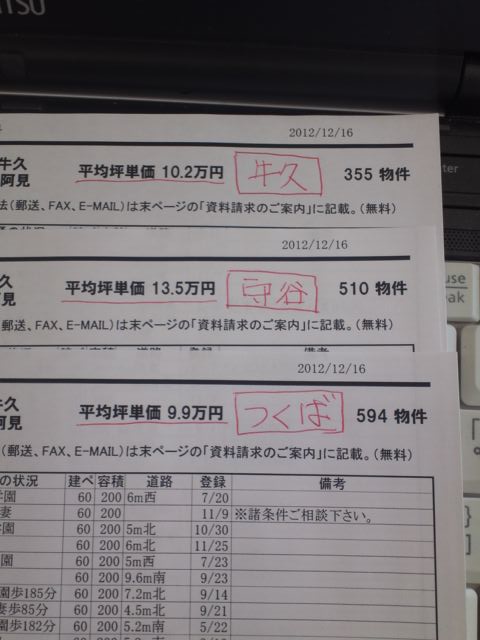 ITSU
2012/12/16
牛久 平均坪単価 10.2万円 牛久 355 物件
阿見
法(郵送、FAX、E-MAIL)は末ページの「資料請求のご案内」に記載。(無料)
2012/12/16
久 平均坪単価 13.5万円 守谷 510 物件
見
郵送、FAX、E-MAIL)は末ページの「資料請求のご案内」に記載。(無料)
備考
2012/12/16
牛久 平均坪単価 9.9万円 つくば 594 物件
阿見
(郵送、FAX、E-MAIL)は末ページの「資料請求のご案内」に記載。(無料)
の状況 建ペ 容積 道路 登録 備考
園 60 200 6m西 7/20
妻 60 200 11/9 ※諸条件ご相談下さい。
園 60 200 5m北 10/30
60 200 6m北 11/25
園 60 200 5m西 7/23
60 200 9.6m南 9/23
園歩185分 60 200 7.2m北 9/14
妻歩85分 60 200 4.5m北 9/21
園歩182分 60 200 5.2m南 5/22